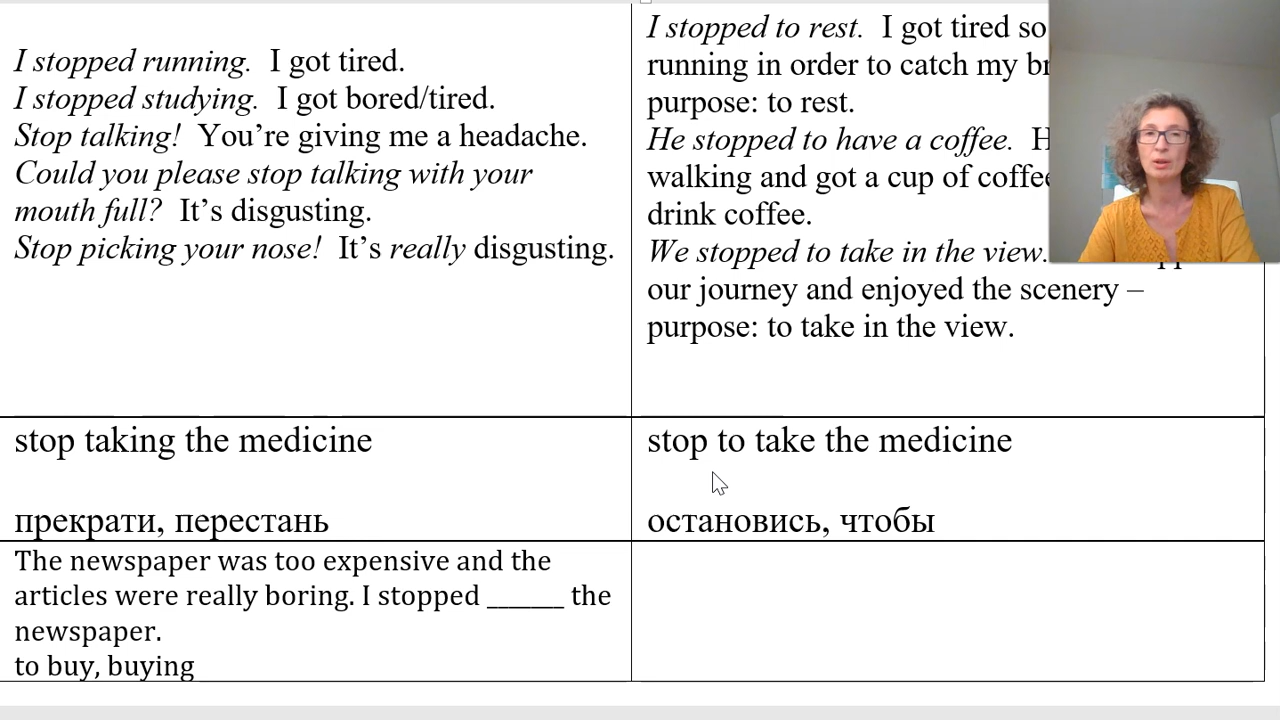 I stopped running. I got tired.
I stopped studying. I got bored/tired.
Stop talking! You’re giving me a headache.
Could you please stop talking with your
mouth full? It’s disgusting.
Stop picking your nose! It’s really disgusting.
I stopped to rest. I got tired so
running in order to catch my
purpose: to rest.
He stopped to have a coffee.
walking and got a cup of coffee
drink coffee.
We stopped to take in the view.
our journey and enjoyed the scenery –
purpose: to take in the view.
stop taking the medicine
прекрати, перестань
stop to take the medicine
остановись, чтобы
The newspaper was too expensive and the
articles were really boring. I stopped _______ the
newspaper.
to buy, buying